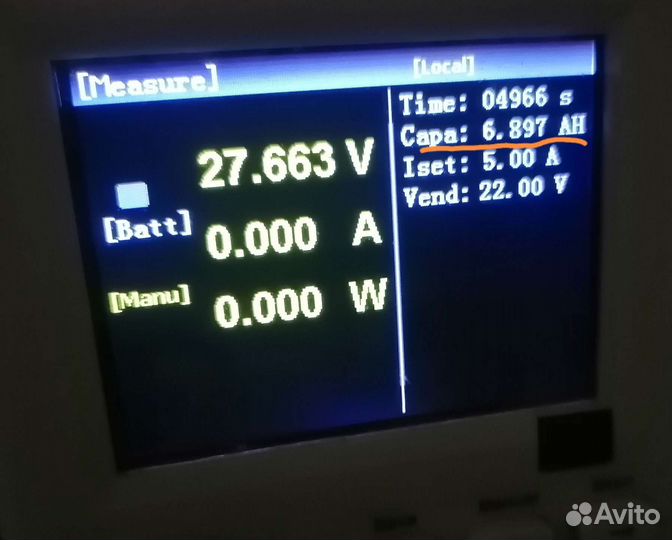 [Measure]
[Local]
27.663 V
[Batt]
0.000 A
[Manu]
0.000 W
Time: 04966 s
Capa: 6.897 AH
Iset: 5.00 A
Vend: 22.00 V
Avito